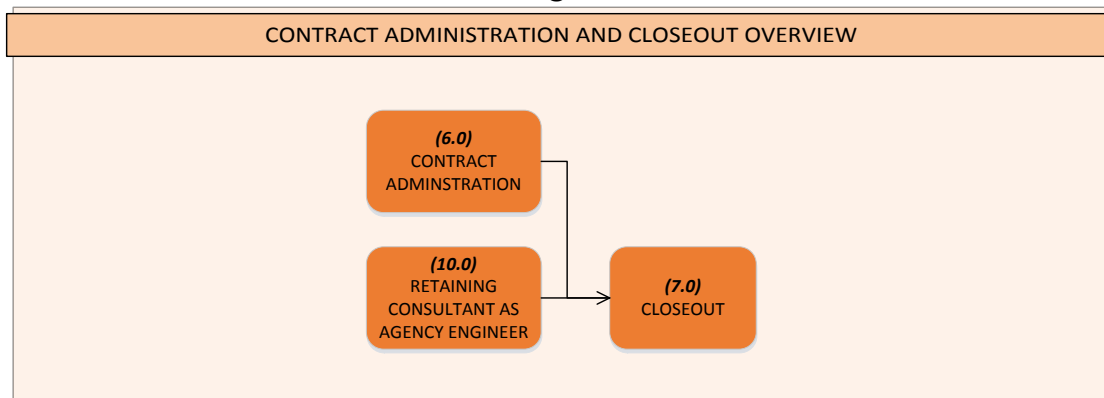 CONTRACT ADMINISTRATION AND CLOSEOUT OVERVIEW
(6.0)
CONTRACT
ADMINSTRATION
(10.0)
RETAINING
CONSULTANT AS
AGENCY ENGINEER
(7.0)
CLOSEOUT